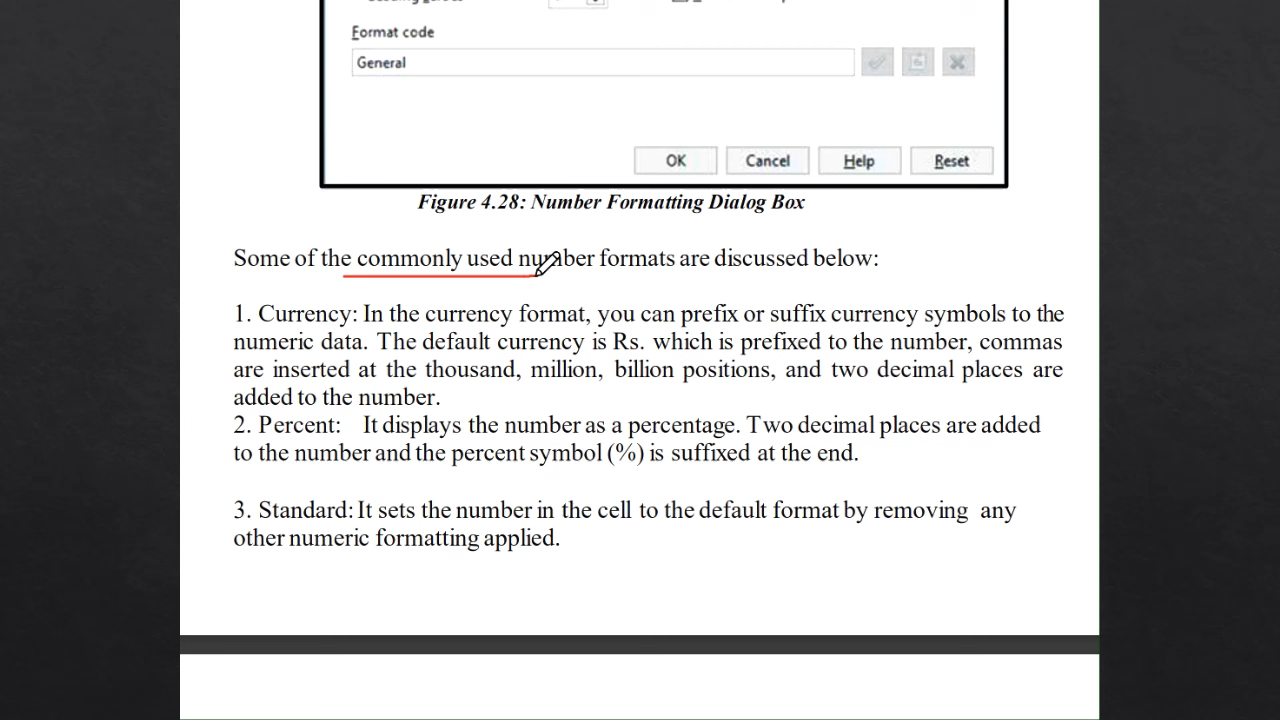 Format code
General
OK Cancel Help Reset
Figure 4.28: Number Formatting Dialog Box
Some of the commonly used number formats are discussed below:
1. Currency: In the currency format, you can prefix or suffix currency symbols to the
numeric data. The default currency is Rs. which is prefixed to the number, commas
are inserted at the thousand, million, billion positions, and two decimal places are
added to the number.
2. Percent: It displays the number as a percentage. Two decimal places are added
to the number and the percent symbol (%) is suffixed at the end.
3. Standard: It sets the number in the cell to the default format by removing any
other numeric formatting applied.